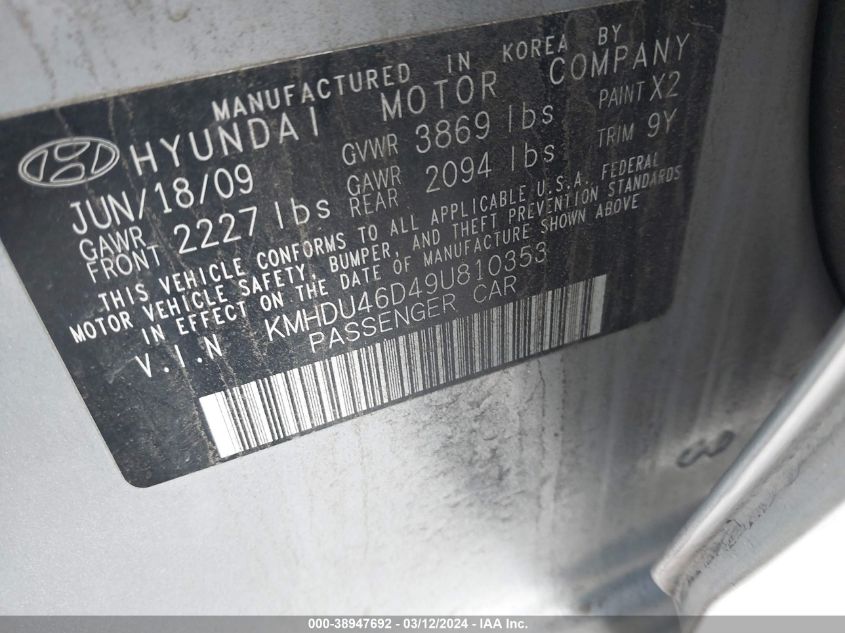 MANUFACTURED IN KOREA BY
HYUNDAI MOTOR COMPANY
JUN/18/09 GVWR 3869 lbs PAINT X2
GAWR FRONT 2227 lbs GAWR REAR 2094 lbs TRIM 9Y
THIS VEHICLE CONFORMS TO ALL APPLICABLE U.S.A. FEDERAL
MOTOR VEHICLE SAFETY, BUMPER, AND THEFT PREVENTION STANDARDS
IN EFFECT ON THE DATE OF MANUFACTURE SHOWN ABOVE
V.I.N KMHDU46D49U810353
PASSENGER CAR
000-38947692 - 03/12/2024 - IAA Inc.